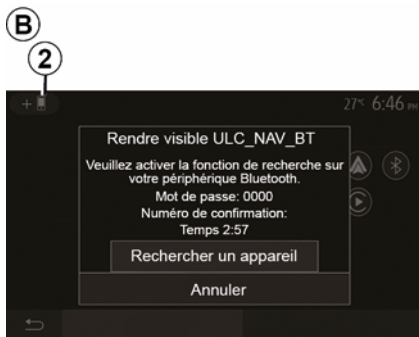 B
2
+
27°C 6:46 PM
Rendre visible ULC_NAV_BT
Veuillez activer la fonction de recherche sur
votre périphérique Bluetooth.
Mot de passe: 0000
Numéro de confirmation:
Temps 2:57
Rechercher un appareil
Annuler